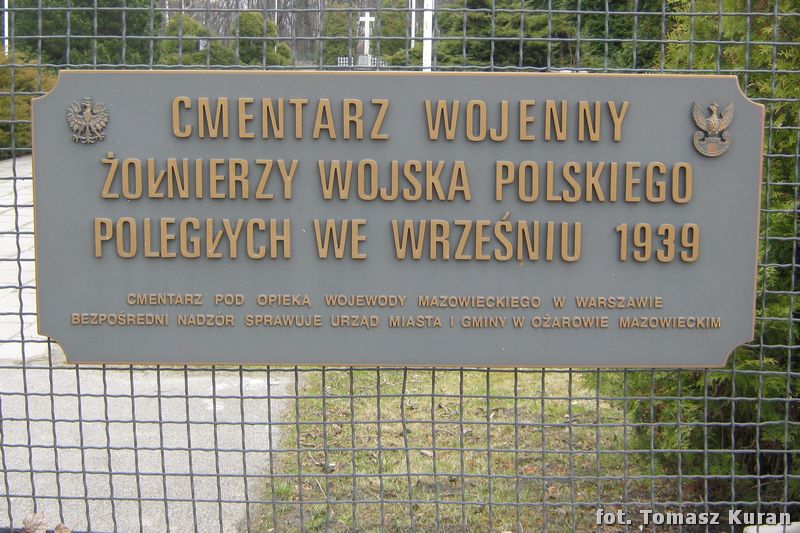 CMENTARZ WOJENNY
ŻOŁNIERZY WOJSKA POLSKIEGO
POLEGŁYCH WE WRZEŚNIU 1939
CMENTARZ POD OPIEKĄ WOJEWODY MAZOWIECKIEGO W WARSZAWIE
BEZPOŚREDNI NADZÓR SPRAWUJE URZĄD MIASTA I GMINY W OŻAROWIE MAZOWIECKIM
fot. Tomasz Kuran